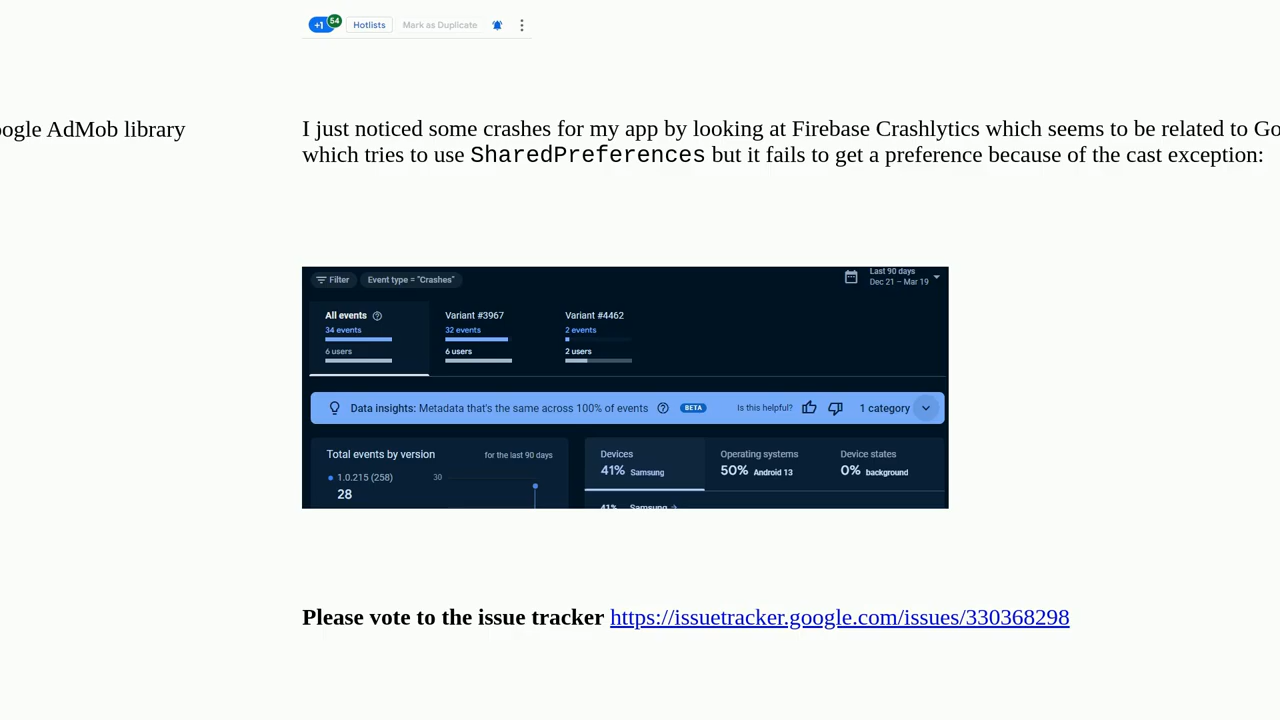 +1 54 Hotlists Mark as Duplicate
oogle AdMob library
I just noticed some crashes for my app by looking at Firebase Crashlytics which seems to be related to Go
which tries to use SharedPreferences but it fails to get a preference because of the cast exception:
Filter Event type = "Crashes"
Last 90 days
Dec 21 – Mar 19
All events Variant #3967 Variant #4462
34 events 32 events 2 events
6 users 6 users 2 users
Data insights: Metadata that's the same across 100% of events BETA Is this helpful? 1 category
Total events by version for the last 90 days
1.0.215 (258) 30
28
Devices Operating systems Device states
41% Samsung 50% Android 13 0% background
41% Samsung →
Please vote to the issue tracker https://issuetracker.google.com/issues/330368298